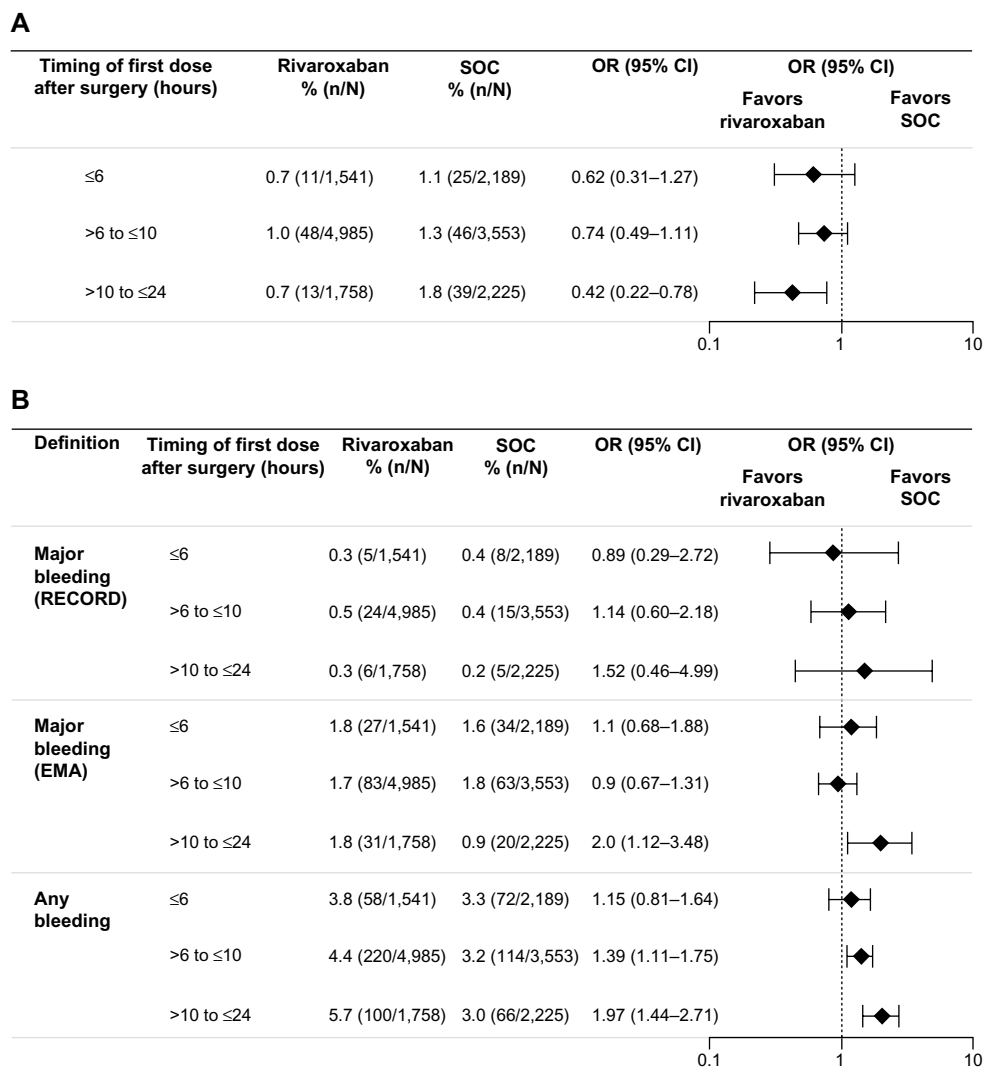 A
Timing of first dose after surgery (hours) Rivaroxaban % (n/N) SOC % (n/N) OR (95% CI) OR (95% CI)
Favors rivaroxaban Favors SOC
≤6 0.7 (11/1,541) 1.1 (25/2,189) 0.62 (0.31–1.27)
>6 to ≤10 1.0 (48/4,985) 1.3 (46/3,553) 0.74 (0.49–1.11)
>10 to ≤24 0.7 (13/1,758) 1.8 (39/2,225) 0.42 (0.22–0.78)
0.1 1 10
B
Definition Timing of first dose after surgery (hours) Rivaroxaban % (n/N) SOC % (n/N) OR (95% CI) OR (95% CI)
Favors rivaroxaban Favors SOC
Major bleeding (RECORD) ≤6 0.3 (5/1,541) 0.4 (8/2,189) 0.89 (0.29–2.72)
>6 to ≤10 0.5 (24/4,985) 0.4 (15/3,553) 1.14 (0.60–2.18)
>10 to ≤24 0.3 (6/1,758) 0.2 (5/2,225) 1.52 (0.46–4.99)
Major bleeding (EMA) ≤6 1.8 (27/1,541) 1.6 (34/2,189) 1.1 (0.68–1.88)
>6 to ≤10 1.7 (83/4,985) 1.8 (63/3,553) 0.9 (0.67–1.31)
>10 to ≤24 1.8 (31/1,758) 0.9 (20/2,225) 2.0 (1.12–3.48)
Any bleeding ≤6 3.8 (58/1,541) 3.3 (72/2,189) 1.15 (0.81–1.64)
>6 to ≤10 4.4 (220/4,985) 3.2 (114/3,553) 1.39 (1.11–1.75)
>10 to ≤24 5.7 (100/1,758) 3.0 (66/2,225) 1.97 (1.44–2.71)
0.1 1 10